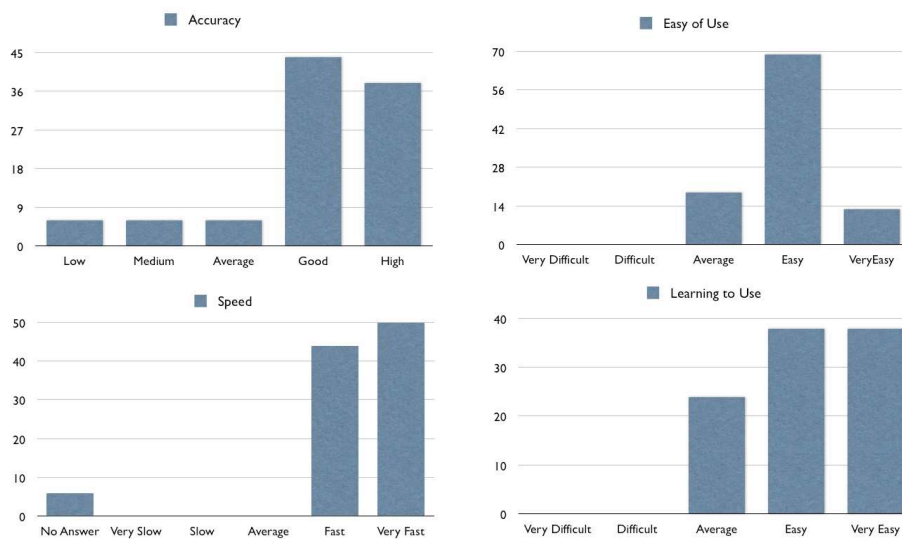 Accuracy
45
36
27
18
9
0
Low Medium Average Good High
Easy of Use
70
56
42
28
14
0
Very Difficult Difficult Average Easy VeryEasy
Speed
50
40
30
20
10
0
No Answer Very Slow Slow Average Fast Very Fast
Learning to Use
40
30
20
10
0
Very Difficult Difficult Average Easy Very Easy